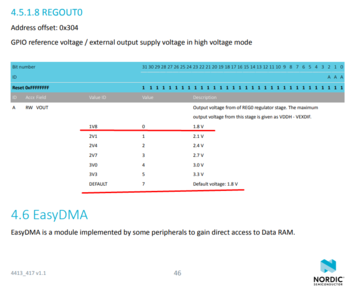 4.5.1.8 REGOUT0
Address offset: 0x304
GPIO reference voltage / external output supply voltage in high voltage mode
Bit number 31 30 29 28 27 26 25 24 23 22 21 20 19 18 17 16 15 14 13 12 11 10 9 8 7 6 5 4 3 2 1 0
ID A A A
Reset 0xFFFFFFFF 1 1 1 1 1 1 1 1 1 1 1 1 1 1 1 1 1 1 1 1 1 1 1 1 1 1 1 1 1 1 1 1
ID Acce Field Value ID Value Description
A RW VOUT Output voltage from of REG0 regulator stage. The maximum
output voltage from this stage is given as VDDH - VEXDIF.
1V8 0 1.8 V
2V1 1 2.1 V
2V4 2 2.4 V
2V7 3 2.7 V
3V0 4 3.0 V
3V3 5 3.3 V
DEFAULT 7 Default voltage: 1.8 V
4.6 EasyDMA
EasyDMA is a module implemented by some peripherals to gain direct access to Data RAM.
4413_417 v1.1 46
NORDIC
SEMICONDUCTOR